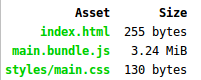 Asset Size
index.html 255 bytes
main.bundle.js 3.24 MiB
styles/main.css 130 bytes